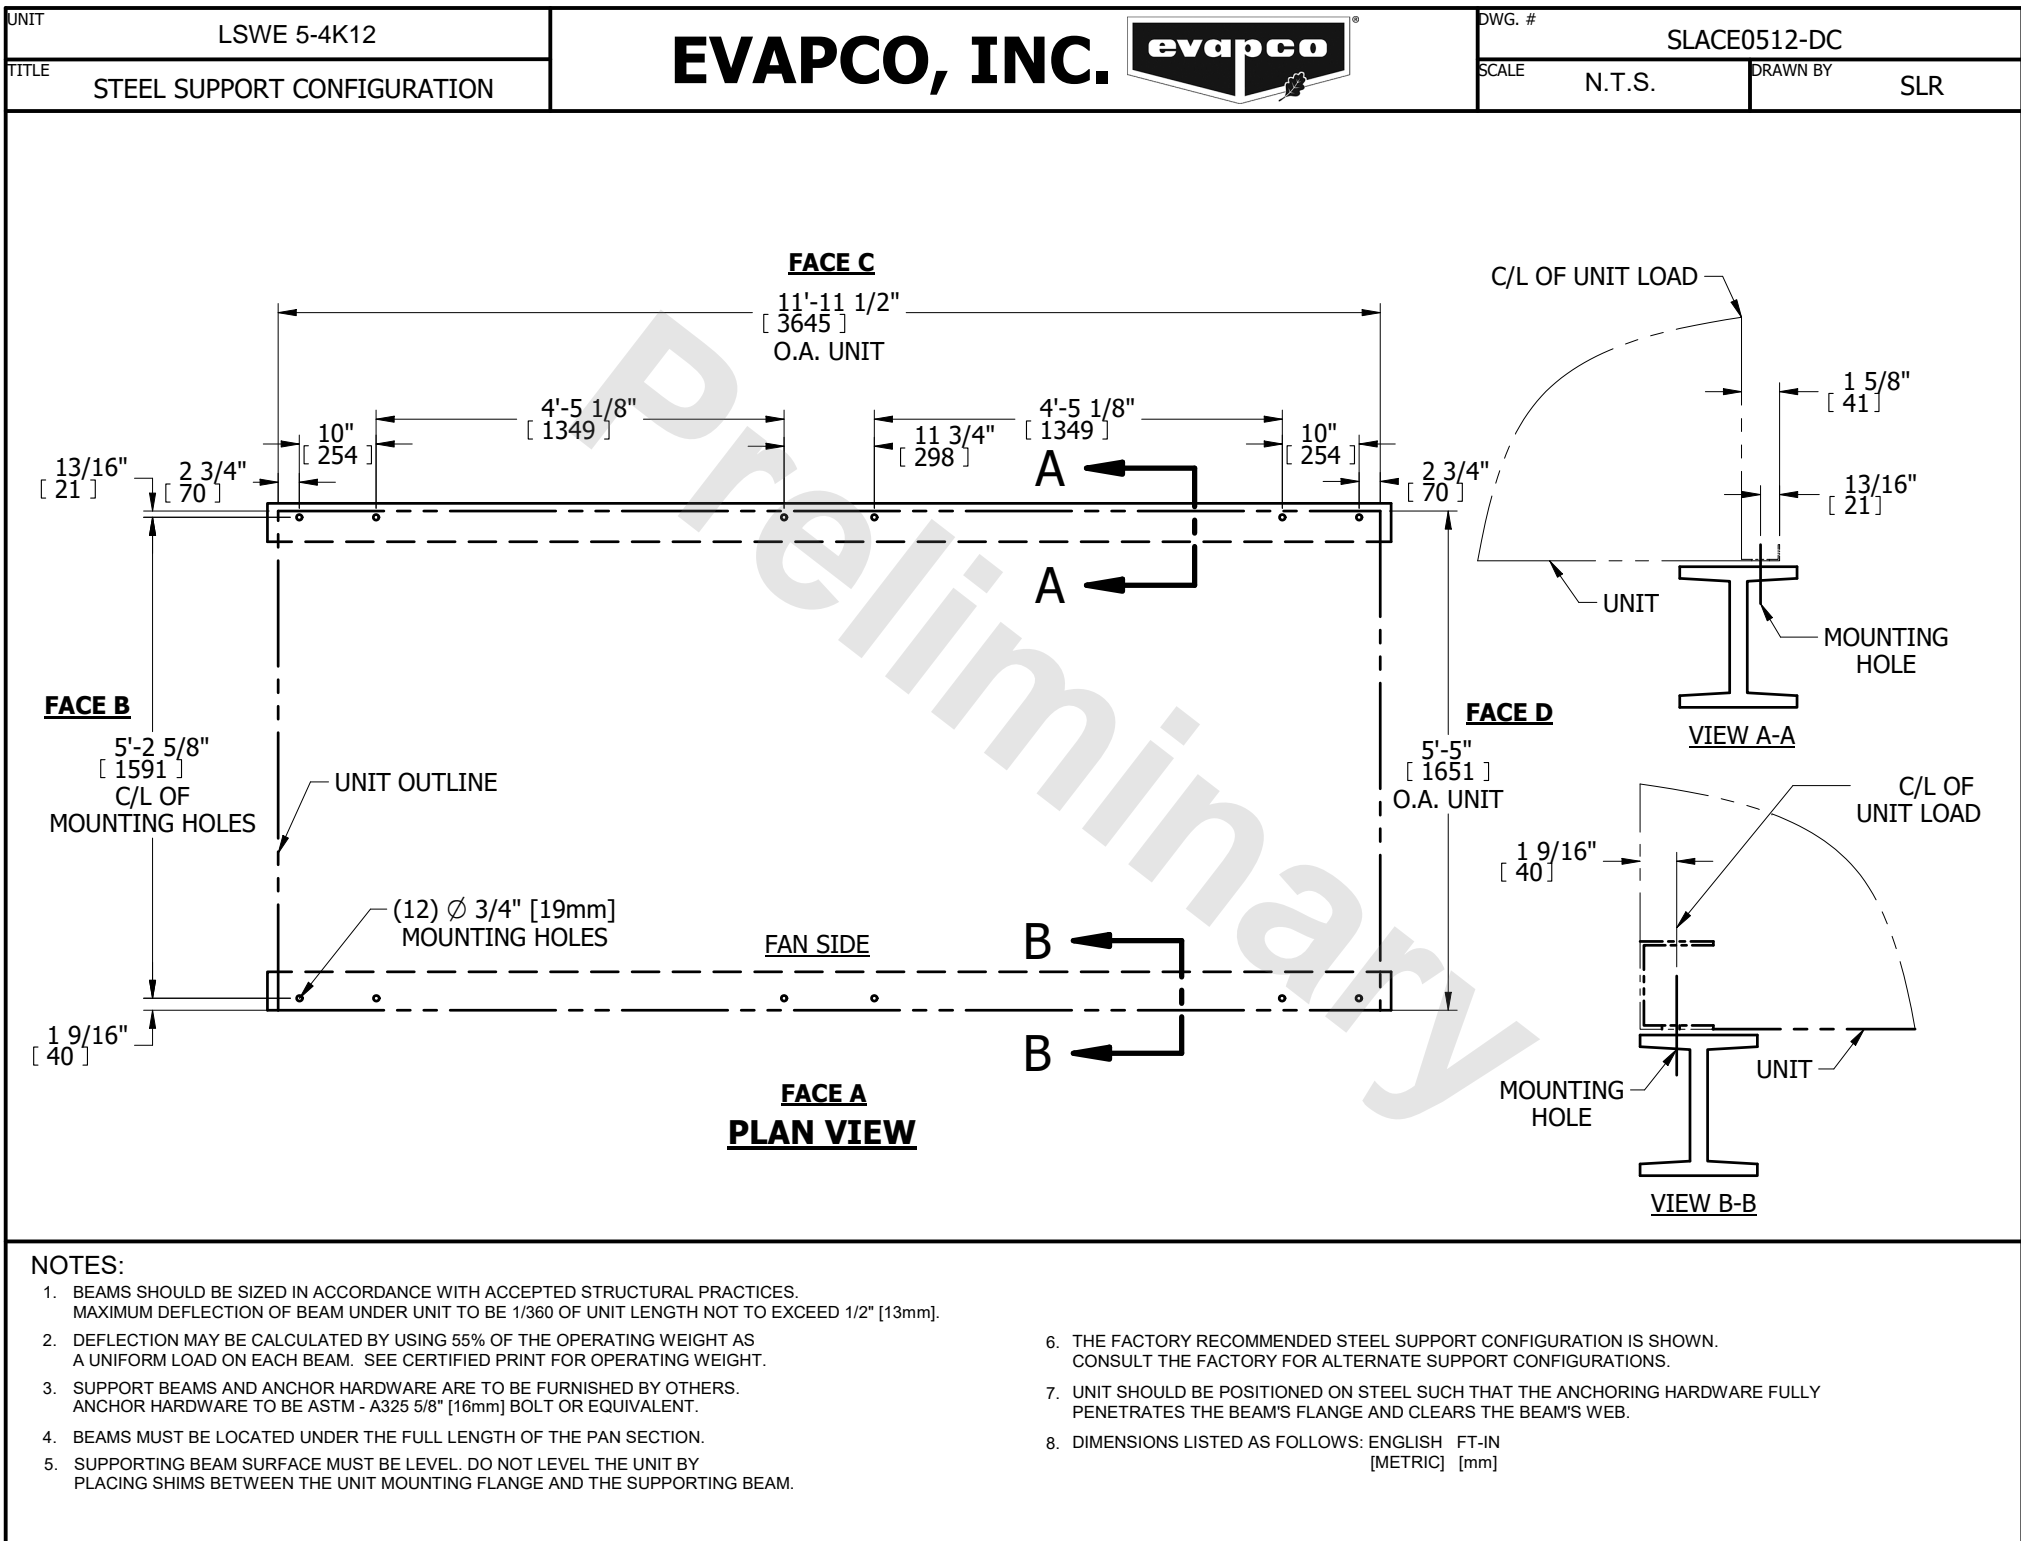 UNIT
LSWE 5-4K12
TITLE
STEEL SUPPORT CONFIGURATION
EVAPCO, INC.
evapco
®
DWG. #
SLACE0512-DC
SCALE
N.T.S.
DRAWN BY
SLR
FACE C
11'-11 1/2"
[ 3645 ]
O.A. UNIT
4'-5 1/8"
[ 1349 ]
4'-5 1/8"
[ 1349 ]
10"
[ 254 ]
11 3/4"
[ 298 ]
10"
[ 254 ]
13/16"
[ 21 ]
2 3/4"
[ 70 ]
2 3/4"
[ 70 ]
A
A
FACE B
5'-2 5/8"
[ 1591 ]
C/L OF
MOUNTING HOLES
UNIT OUTLINE
FACE D
5'-5"
[ 1651 ]
O.A. UNIT
(12) Ø 3/4" [19mm]
MOUNTING HOLES
FAN SIDE
B
B
1 9/16"
[ 40 ]
FACE A
PLAN VIEW
Preliminary
C/L OF UNIT LOAD
1 5/8"
[ 41 ]
13/16"
[ 21 ]
UNIT
MOUNTING
HOLE
VIEW A-A
C/L OF
UNIT LOAD
1 9/16"
[ 40 ]
UNIT
MOUNTING
HOLE
VIEW B-B
NOTES:
1. BEAMS SHOULD BE SIZED IN ACCORDANCE WITH ACCEPTED STRUCTURAL PRACTICES.
MAXIMUM DEFLECTION OF BEAM UNDER UNIT TO BE 1/360 OF UNIT LENGTH NOT TO EXCEED 1/2" [13mm].
2. DEFLECTION MAY BE CALCULATED BY USING 55% OF THE OPERATING WEIGHT AS
A UNIFORM LOAD ON EACH BEAM. SEE CERTIFIED PRINT FOR OPERATING WEIGHT.
3. SUPPORT BEAMS AND ANCHOR HARDWARE ARE TO BE FURNISHED BY OTHERS.
ANCHOR HARDWARE TO BE ASTM - A325 5/8" [16mm] BOLT OR EQUIVALENT.
4. BEAMS MUST BE LOCATED UNDER THE FULL LENGTH OF THE PAN SECTION.
5. SUPPORTING BEAM SURFACE MUST BE LEVEL. DO NOT LEVEL THE UNIT BY
PLACING SHIMS BETWEEN THE UNIT MOUNTING FLANGE AND THE SUPPORTING BEAM.
6. THE FACTORY RECOMMENDED STEEL SUPPORT CONFIGURATION IS SHOWN.
CONSULT THE FACTORY FOR ALTERNATE SUPPORT CONFIGURATIONS.
7. UNIT SHOULD BE POSITIONED ON STEEL SUCH THAT THE ANCHORING HARDWARE FULLY
PENETRATES THE BEAM'S FLANGE AND CLEARS THE BEAM'S WEB.
8. DIMENSIONS LISTED AS FOLLOWS: ENGLISH FT-IN
[METRIC] [mm]